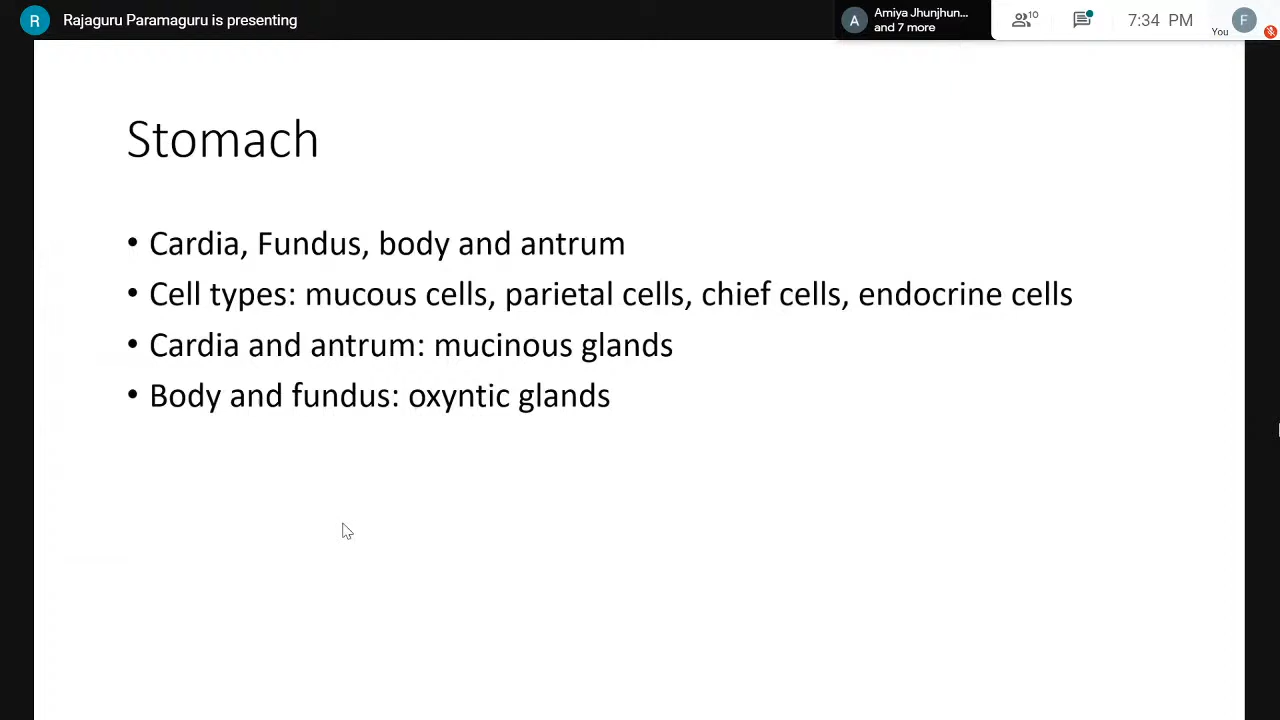 R Rajaguru Paramaguru is presenting
A Amiya Jhunjhun...
and 7 more
10
7:34 PM
You
F
Stomach
• Cardia, Fundus, body and antrum
• Cell types: mucous cells, parietal cells, chief cells, endocrine cells
• Cardia and antrum: mucinous glands
• Body and fundus: oxyntic glands